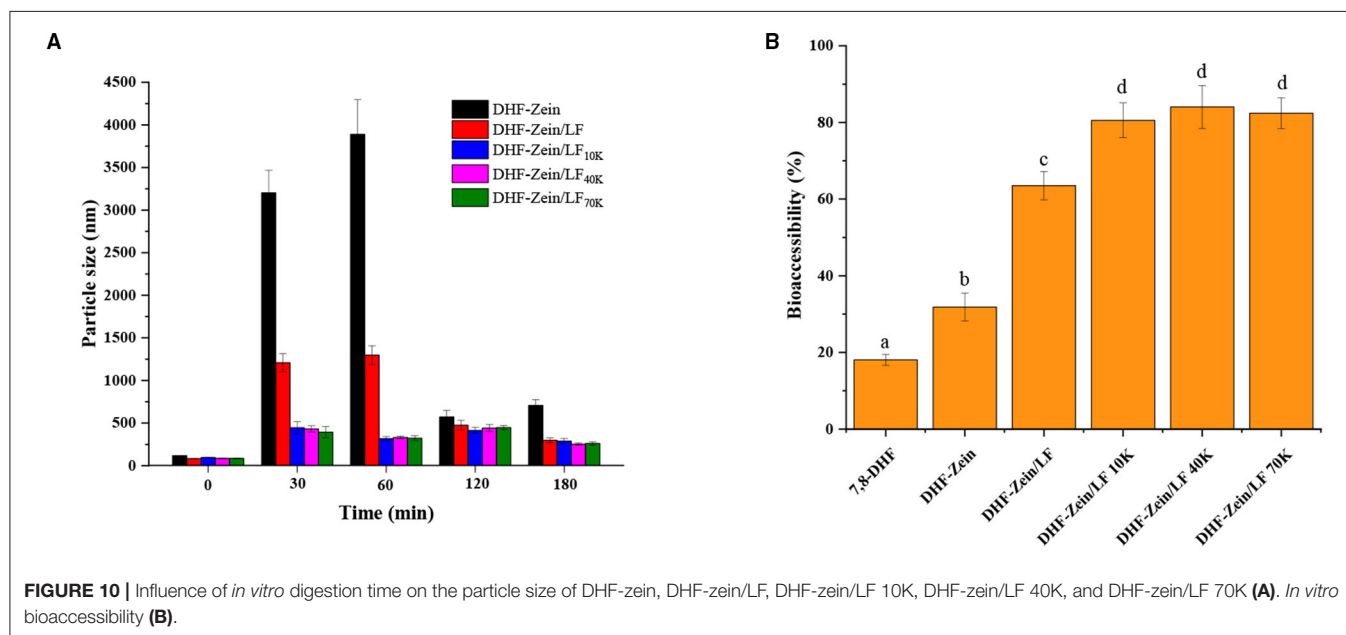 A
4500
4000
3500
3000
2500
2000
1500
1000
500
0
Particle size (nm)
DHF-Zein
DHF-Zein/LF
DHF-Zein/LF10K
DHF-Zein/LF40K
DHF-Zein/LF70K
0 30 60 120 180
Time (min)
B
100
80
60
40
20
0
Bioaccessibility (%)
a
b
c
d
d
d
7,8-DHF
DHF-Zein
DHF-Zein/LF
DHF-Zein/LF 10K
DHF-Zein/LF 40K
DHF-Zein/LF 70K
FIGURE 10 | Influence of in vitro digestion time on the particle size of DHF-zein, DHF-zein/LF, DHF-zein/LF 10K, DHF-zein/LF 40K, and DHF-zein/LF 70K (A). In vitro
bioaccessibility (B).